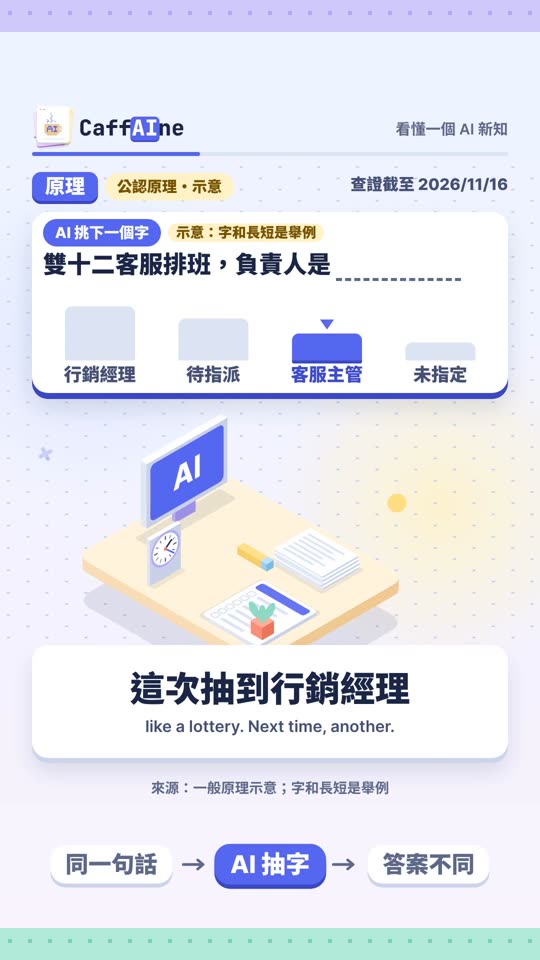 CaffAIne
看懂一個 AI 新知
原理
公認原理・示意
查證截至 2026/11/16
AI 挑下一個字
示意：字和長短是舉例
雙十二客服排班，負責人是
行銷經理
待指派
客服主管
未指定
AI
這次抽到行銷經理
like a lottery. Next time, another.
來源：一般原理示意；字和長短是舉例
同一句話 → AI 抽字 → 答案不同